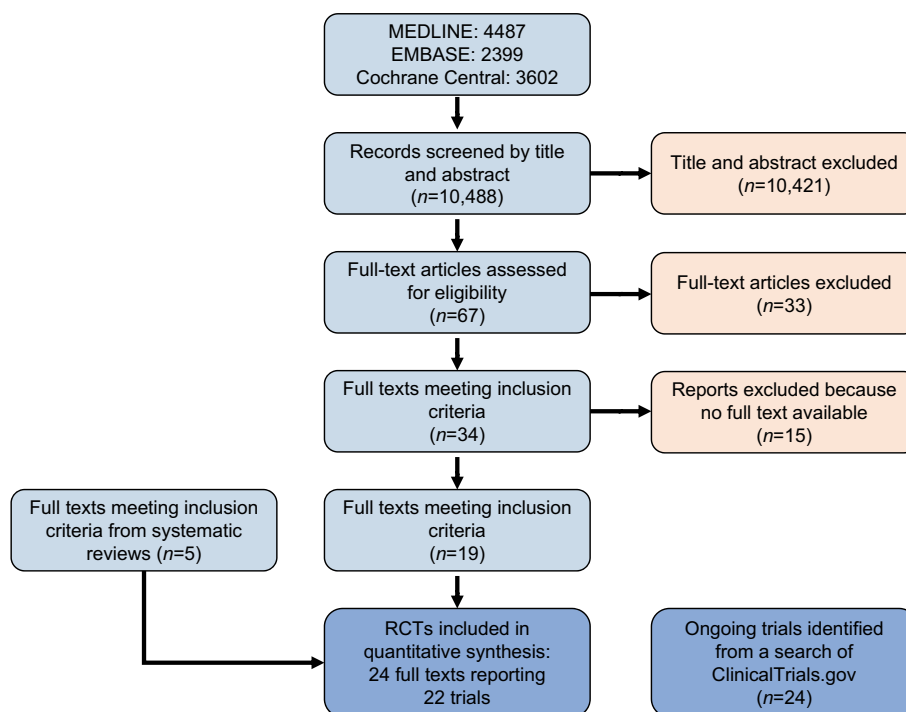 MEDLINE: 4487
EMBASE: 2399
Cochrane Central: 3602
Records screened by title
and abstract
(n=10,488)
Title and abstract excluded
(n=10,421)
Full-text articles assessed
for eligibility
(n=67)
Full-text articles excluded
(n=33)
Full texts meeting inclusion
criteria
(n=34)
Reports excluded because
no full text available
(n=15)
Full texts meeting inclusion
criteria from systematic
reviews (n=5)
Full texts meeting inclusion
criteria
(n=19)
RCTs included in
quantitative synthesis:
24 full texts reporting
22 trials
Ongoing trials identified
from a search of
ClinicalTrials.gov
(n=24)